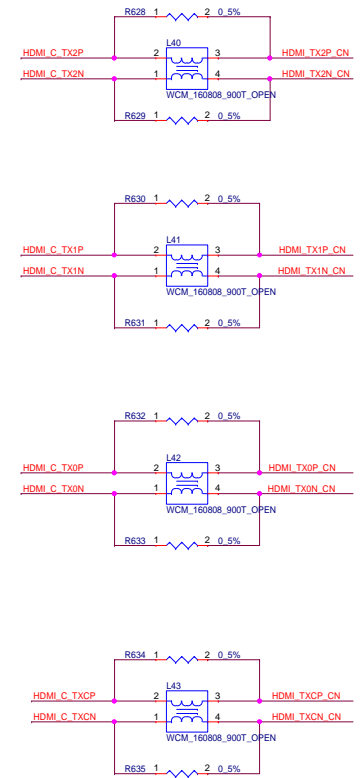 R628 1 2 0_5%
L40
HDMI_C_TX2P 2 3 HDMI_TX2P_CN
HDMI_C_TX2N 1 4 HDMI_TX2N_CN
WCM_160808_900T_OPEN
R629 1 2 0_5%
R630 1 2 0_5%
L41
HDMI_C_TX1P 2 3 HDMI_TX1P_CN
HDMI_C_TX1N 1 4 HDMI_TX1N_CN
WCM_160808_900T_OPEN
R631 1 2 0_5%
R632 1 2 0_5%
L42
HDMI_C_TX0P 2 3 HDMI_TX0P_CN
HDMI_C_TX0N 1 4 HDMI_TX0N_CN
WCM_160808_900T_OPEN
R633 1 2 0_5%
R634 1 2 0_5%
L43
HDMI_C_TXCP 2 3 HDMI_TXCP_CN
HDMI_C_TXCN 1 4 HDMI_TXCN_CN
WCM_160808_900T_OPEN
R635 1 2 0_5%